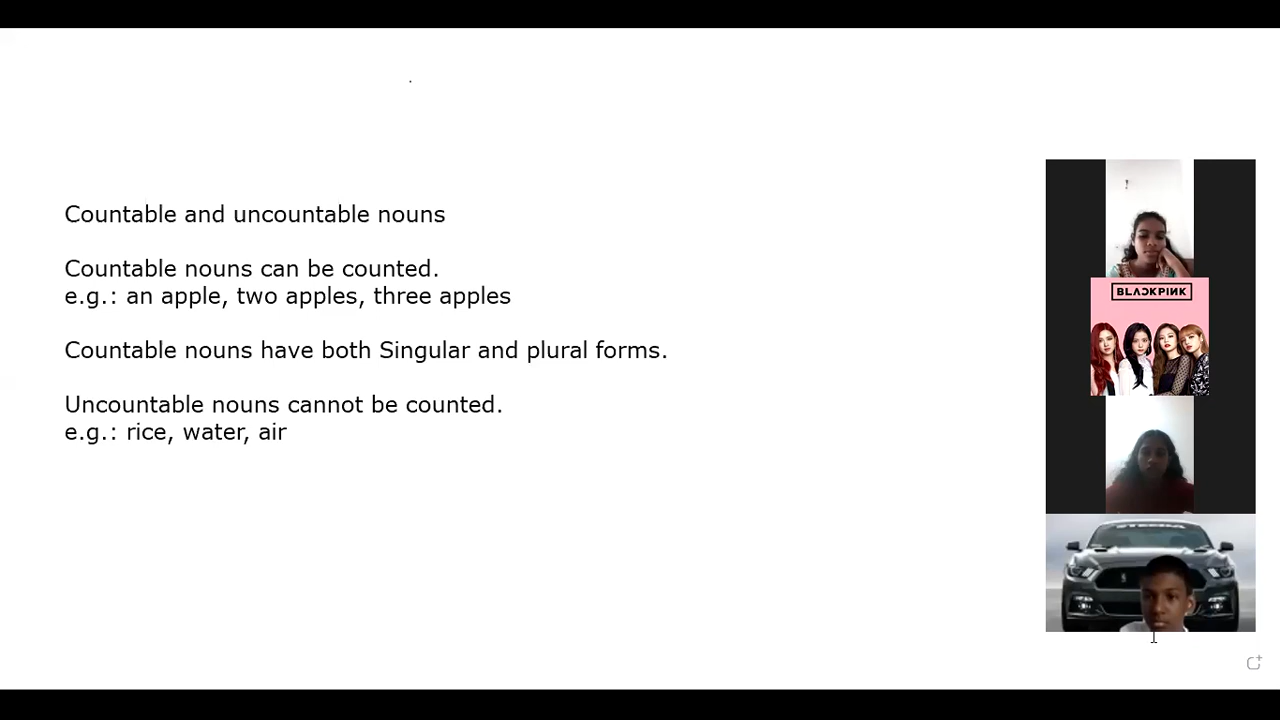 Countable and uncountable nouns
Countable nouns can be counted.
e.g.: an apple, two apples, three apples
Countable nouns have both Singular and plural forms.
Uncountable nouns cannot be counted.
e.g.: rice, water, air
BLACKPINK